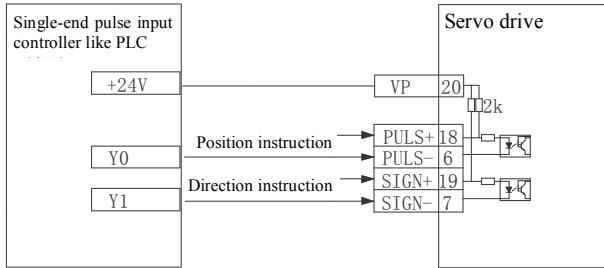 Single-end pulse input
controller like PLC
Servo drive
+24V
VP 20
2k
Position instruction
PULS+ 18
Y0
PULS- 6
Direction instruction
SIGN+ 19
Y1
SIGN- 7